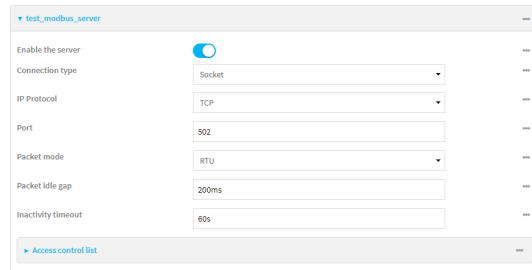 test_modbus_server
Enable the server
Connection type Socket
IP Protocol TCP
Port 502
Packet mode RTU
Packet idle gap 200ms
Inactivity timeout 60s
Access control list